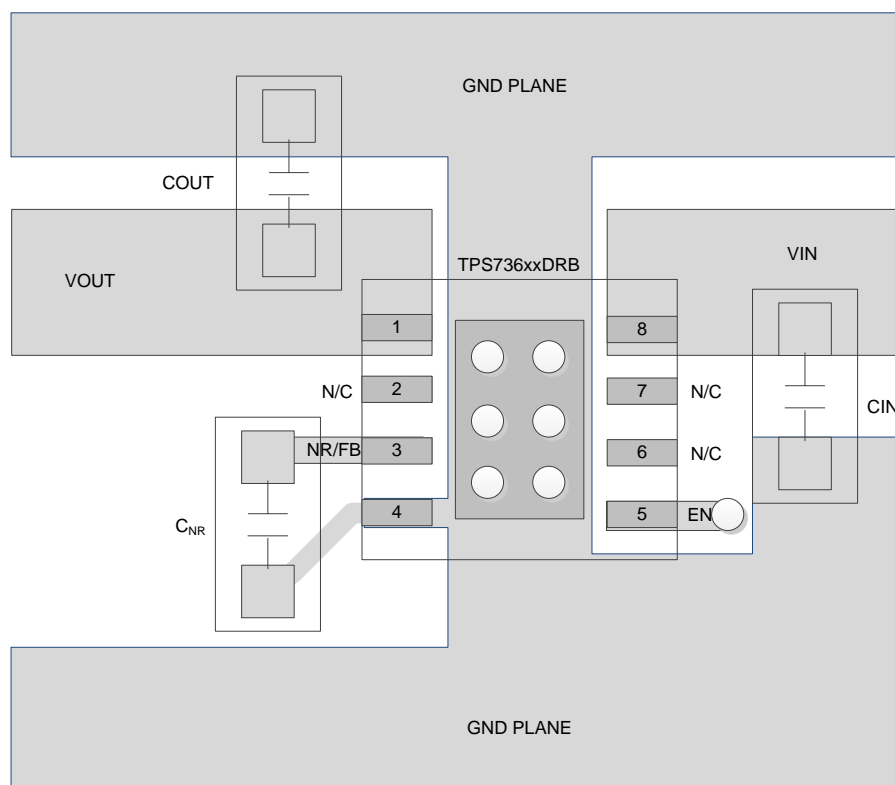 GND PLANE
COUT
VOUT
TPS736xxDRB
VIN
1
8
N/C
2
7
N/C
CIN
NR/FB
3
6
N/C
4
5
EN
CNR
GND PLANE